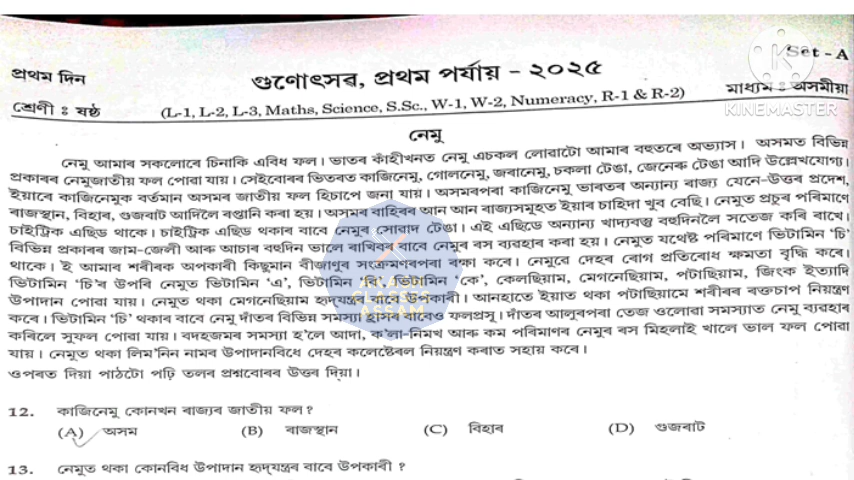 Set - A
প্ৰথম দিন
গুণোৎসৱ, প্ৰথম পৰ্যায় - ২০২৫
মাধ্যম : অসমীয়া
শ্ৰেণী : ষষ্ঠ
(L-1, L-2, L-3, Maths, Science, S.Sc., W-1, W-2, Numeracy, R-1 & R-2)
KINEMASTER
নেমু
নেমু আমাৰ সকলোৰে চিনাকি এবিধ ফল। ভাতৰ কাঁহীখনত নেমু এচকল লোৱাটো আমাৰ বহুতৰে অভ্যাস। অসমত বিভিন্ন
প্ৰকাৰৰ নেমুজাতীয় ফল পোৱা যায়। সেইবোৰৰ ভিতৰত কাজিনেমু, গোলনেমু, জৰানেমু, চকলা টেঙা, জেনেৰু টেঙা আদি উল্লেখযোগ্য।
ইয়াৰে কাজিনেমুক বৰ্তমান অসমৰ জাতীয় ফল হিচাপে জনা যায়। অসমৰপৰা কাজিনেমু ভাৰতৰ অন্যান্য ৰাজ্য যেনে-উত্তৰ প্ৰদেশ,
ৰাজস্থান, বিহাৰ, গুজৰাট আদিলৈ ৰপ্তানি কৰা হয়। অসমৰ বাহিৰৰ আন আন ৰাজ্যসমূহত ইয়াৰ চাহিদা খুব বেছি। নেমুত প্ৰচুৰ পৰিমাণে
চাইট্ৰিক এছিড থাকে। চাইট্ৰিক এছিড থকাৰ বাবে নেমুৰ সোৱাদ টেঙা। এই এছিডে অন্যান্য খাদ্যবস্তু বহুদিনলৈ সতেজ কৰি ৰাখে।
বিভিন্ন প্ৰকাৰৰ জাম-জেলী আৰু আচাৰ বহুদিন ভালে ৰাখিবৰ বাবে নেমুৰ ৰস ব্যৱহাৰ কৰা হয়। নেমুত যথেষ্ট পৰিমাণে ভিটামিন ‘চি’
থাকে। ই আমাৰ শৰীৰক অপকাৰী কিছুমান বীজাণুৰ সংক্ৰমণৰপৰা ৰক্ষা কৰে। নেমুৱে দেহৰ ৰোগ প্ৰতিৰোধ ক্ষমতা বৃদ্ধি কৰে।
ভিটামিন ‘চি’ৰ উপৰি নেমুত ভিটামিন ‘এ’, ভিটামিন ‘বি’, ভিটামিন ‘কে’, কেলছিয়াম, মেগনেছিয়াম, পটাছিয়াম, জিংক ইত্যাদি
উপাদান পোৱা যায়। নেমুত থকা মেগনেছিয়াম হৃদযন্ত্ৰৰ বাবে উপকাৰী। আনহাতে ইয়াত থকা পটাছিয়ামে শৰীৰৰ ৰক্তচাপ নিয়ন্ত্ৰণ
কৰে। ভিটামিন ‘চি’ থকাৰ বাবে নেমু দাঁতৰ বিভিন্ন সমস্যা হ্ৰাসৰ বাবেও ফলপ্ৰসূ। দাঁতৰ আলুৰপৰা তেজ ওলোৱা সমস্যাত নেমু ব্যৱহাৰ
কৰিলে সুফল পোৱা যায়। বদহজমৰ সমস্যা হ’লে আদা, ক’লা-নিমখ আৰু কম পৰিমাণৰ নেমুৰ ৰস মিহলাই খালে ভাল ফল পোৱা
যায়। নেমুত থকা লিম’নিন নামৰ উপাদানবিধে দেহৰ কলেষ্টেৰল নিয়ন্ত্ৰণ কৰাত সহায় কৰে।
ওপৰত দিয়া পাঠটো পঢ়ি তলৰ প্ৰশ্নবোৰৰ উত্তৰ দিয়া।
12. কাজিনেমু কোনখন ৰাজ্যৰ জাতীয় ফল?
(A) অসম (B) ৰাজস্থান (C) বিহাৰ (D) গুজৰাট
13. নেমুত থকা কোনবিধ উপাদান হৃদ্‌যন্ত্ৰৰ বাবে উপকাৰী ?